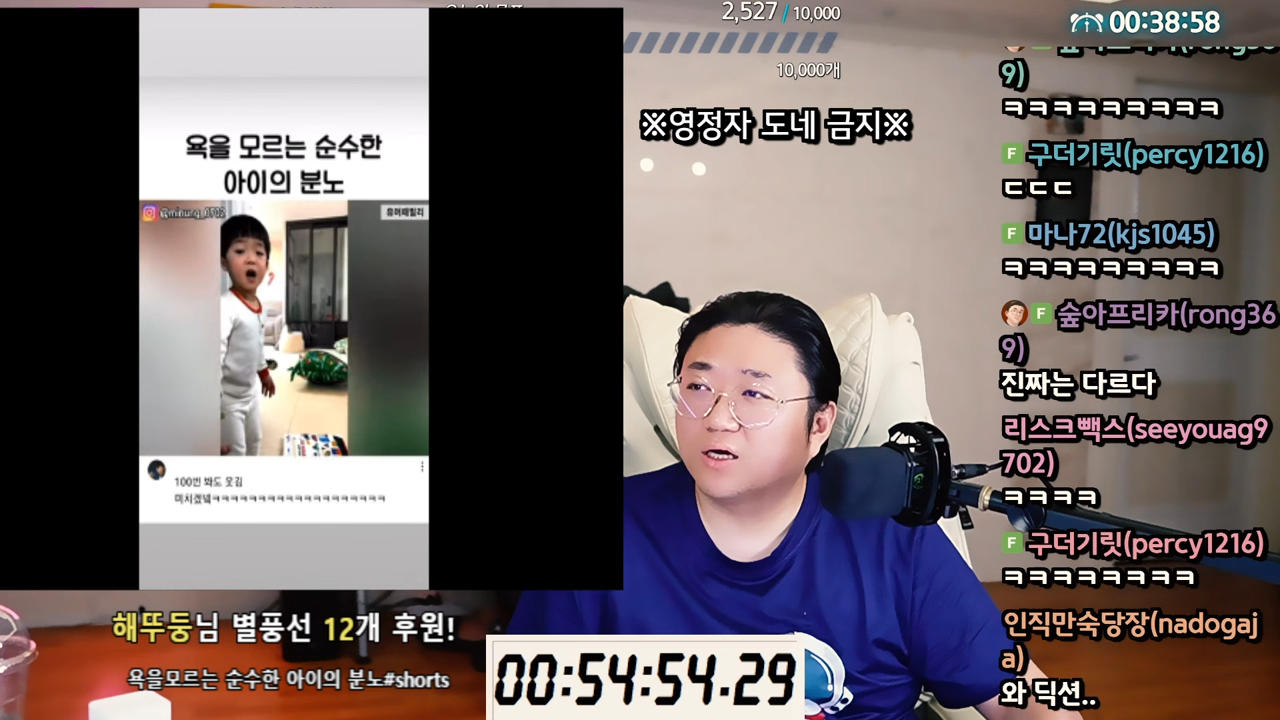 2,527 / 10,000
00:38:58
10,000개
※영정자 도네 금지※
욕을 모르는 순수한
아이의 분노
유머패밀리
100번 봐도 웃김
미치겠넼ㅋㅋㅋㅋㅋㅋㅋㅋㅋㅋㅋㅋㅋㅋㅋㅋㅋㅋㅋ
해뚜둥님 별풍선 12개 후원!
욕을모르는 순수한 아이의 분노#shorts
00:54:54.29
9)
ㅋㅋㅋㅋㅋㅋㅋㅋㅋ
F 구더기릿(percy1216)
ㄷㄷㄷ
F 마나72(kjs1045)
ㅋㅋㅋㅋㅋㅋㅋㅋㅋ
F 숲아프리카(rong36
9)
진짜는 다르다
리스크빽스(seeyouag9
702)
ㅋㅋㅋㅋ
F 구더기릿(percy1216)
ㅋㅋㅋㅋㅋㅋㅋㅋ
인직만숙당장(nadogaj
a)
와 딕션..